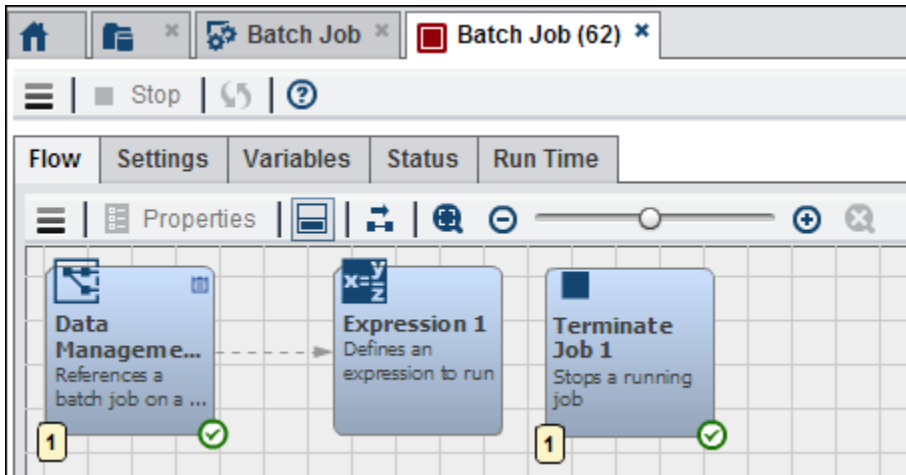 Batch Job
Batch Job (62)
Stop
Flow Settings Variables Status Run Time
Properties
x=y/z
Data
Manageme...
References a
batch job on a ...
1
Expression 1
Defines an
expression to run
Terminate
Job 1
Stops a running
job
1